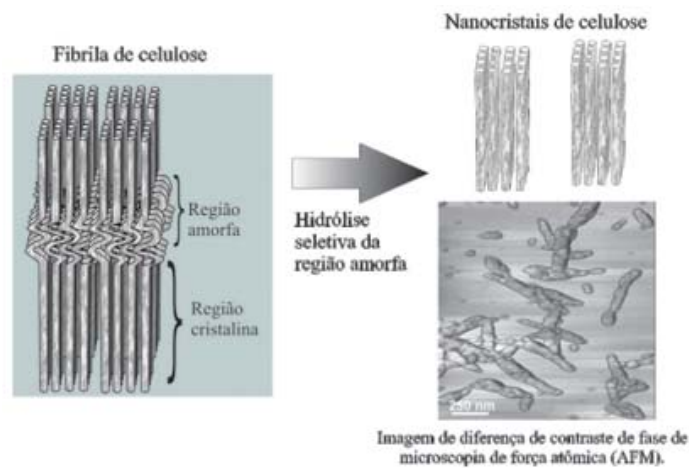 Fibrila de celulose
Região
amorfa
Região
cristalina
Hidrólise
seletiva da
região amorfa
Nanocristais de celulose
250 nm
Imagem de diferença de contraste de fase de
microscopia de força atômica (AFM).